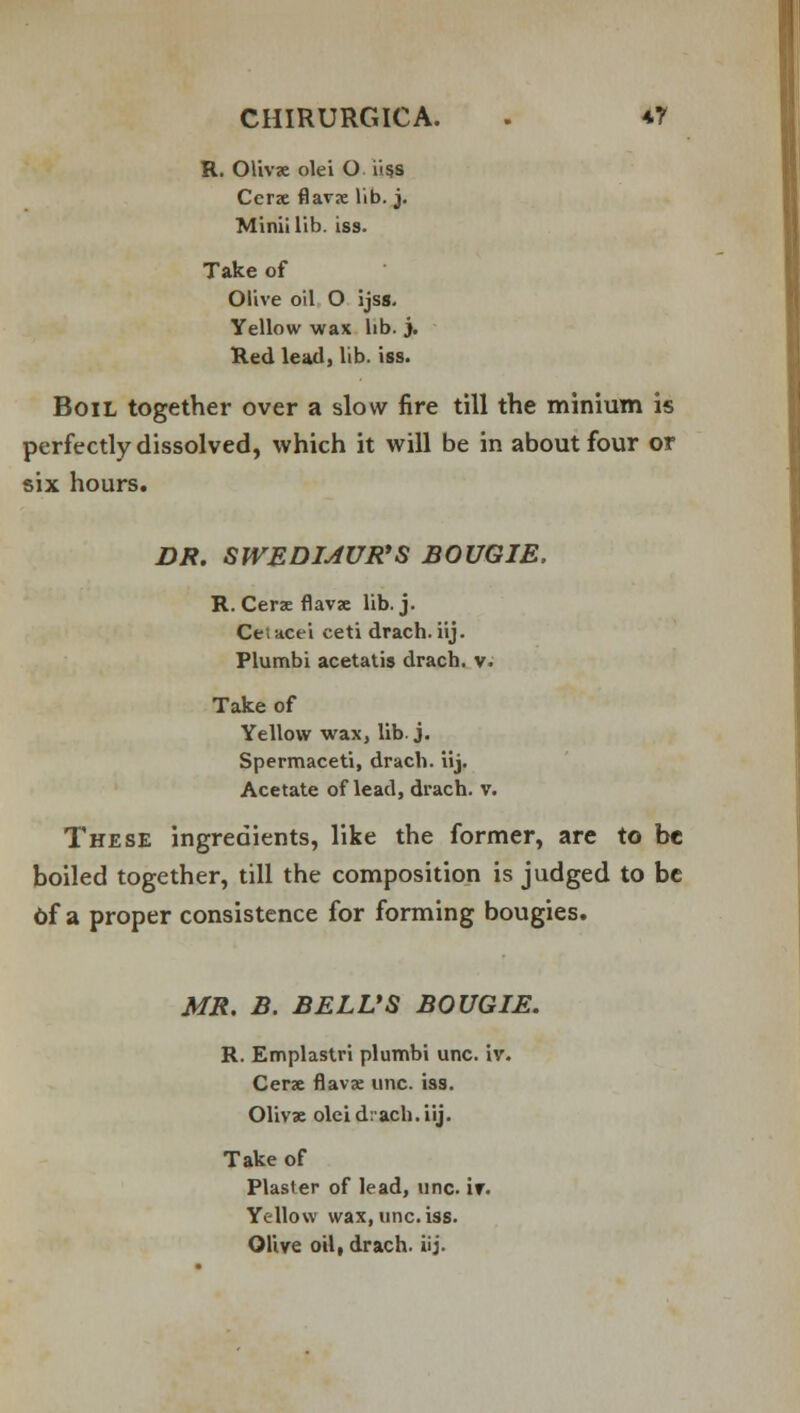 CHIRURGICA. . 47
R. Olivæ olei O iiss
Ceræ flavæ lib. j.
Minii lib. iss.
Take of
Olive oil O ijss.
Yellow wax lib. j.
Red lead, lib. iss.
Boil together over a slow fire till the minium is
perfectly dissolved, which it will be in about four or
six hours.
DR. SWEDIAUR'S BOUGIE.
R. Ceræ flavæ lib. j.
Cetacei ceti drach. iij.
Plumbi acetatis drach. v.
Take of
Yellow wax, lib. j.
Spermaceti, drach. iij.
Acetate of lead, drach. v.
These ingredients, like the former, are to be
boiled together, till the composition is judged to be
of a proper consistence for forming bougies.
MR. B. BELL'S BOUGIE.
R. Emplastri plumbi unc. iv.
Ceræ flavæ unc. iss.
Olivæ olei drach. iij.
Take of
Plaster of lead, unc. iv.
Yellow wax, unc. iss.
Olive oil, drach. iij.